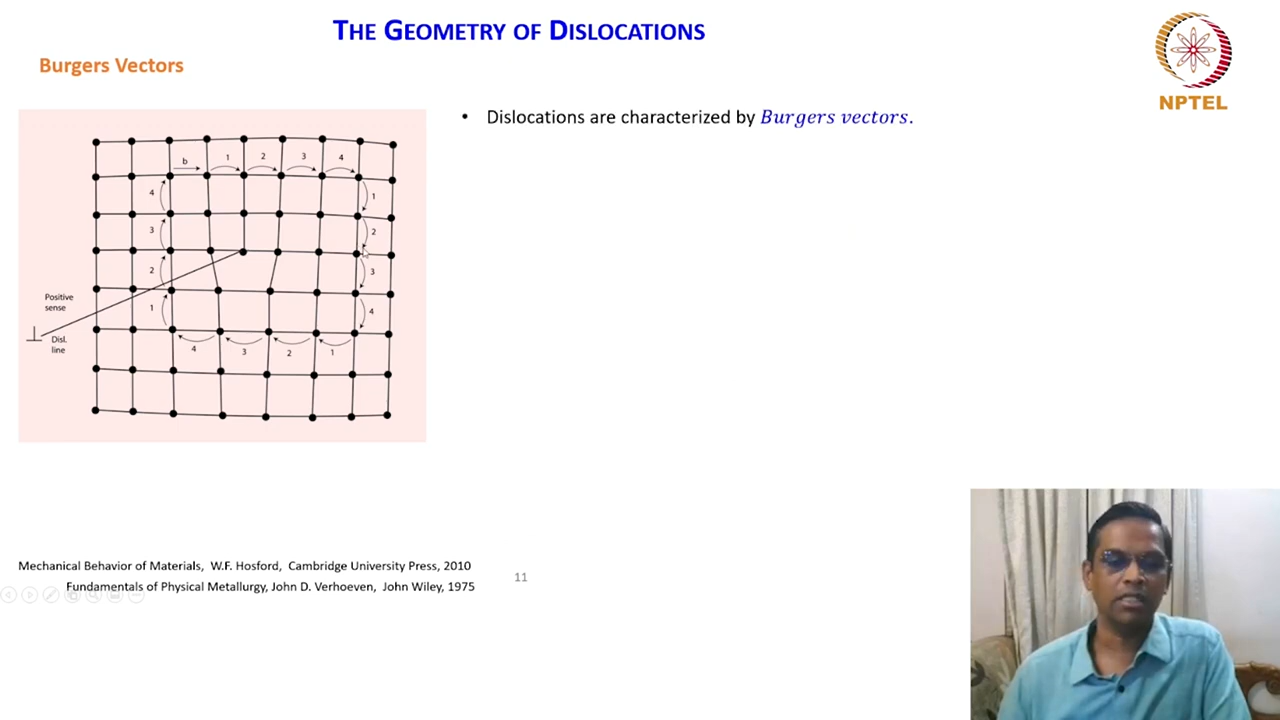 THE GEOMETRY OF DISLOCATIONS
NPTEL
Burgers Vectors
• Dislocations are characterized by Burgers vectors.
b 1 2 3 4
4 1
3 2
2 3
1 4
4 3 2 1
Positive
sense
⊥ Disl.
line
Mechanical Behavior of Materials, W.F. Hosford, Cambridge University Press, 2010
11
Fundamentals of Physical Metallurgy, John D. Verhoeven, John Wiley, 1975